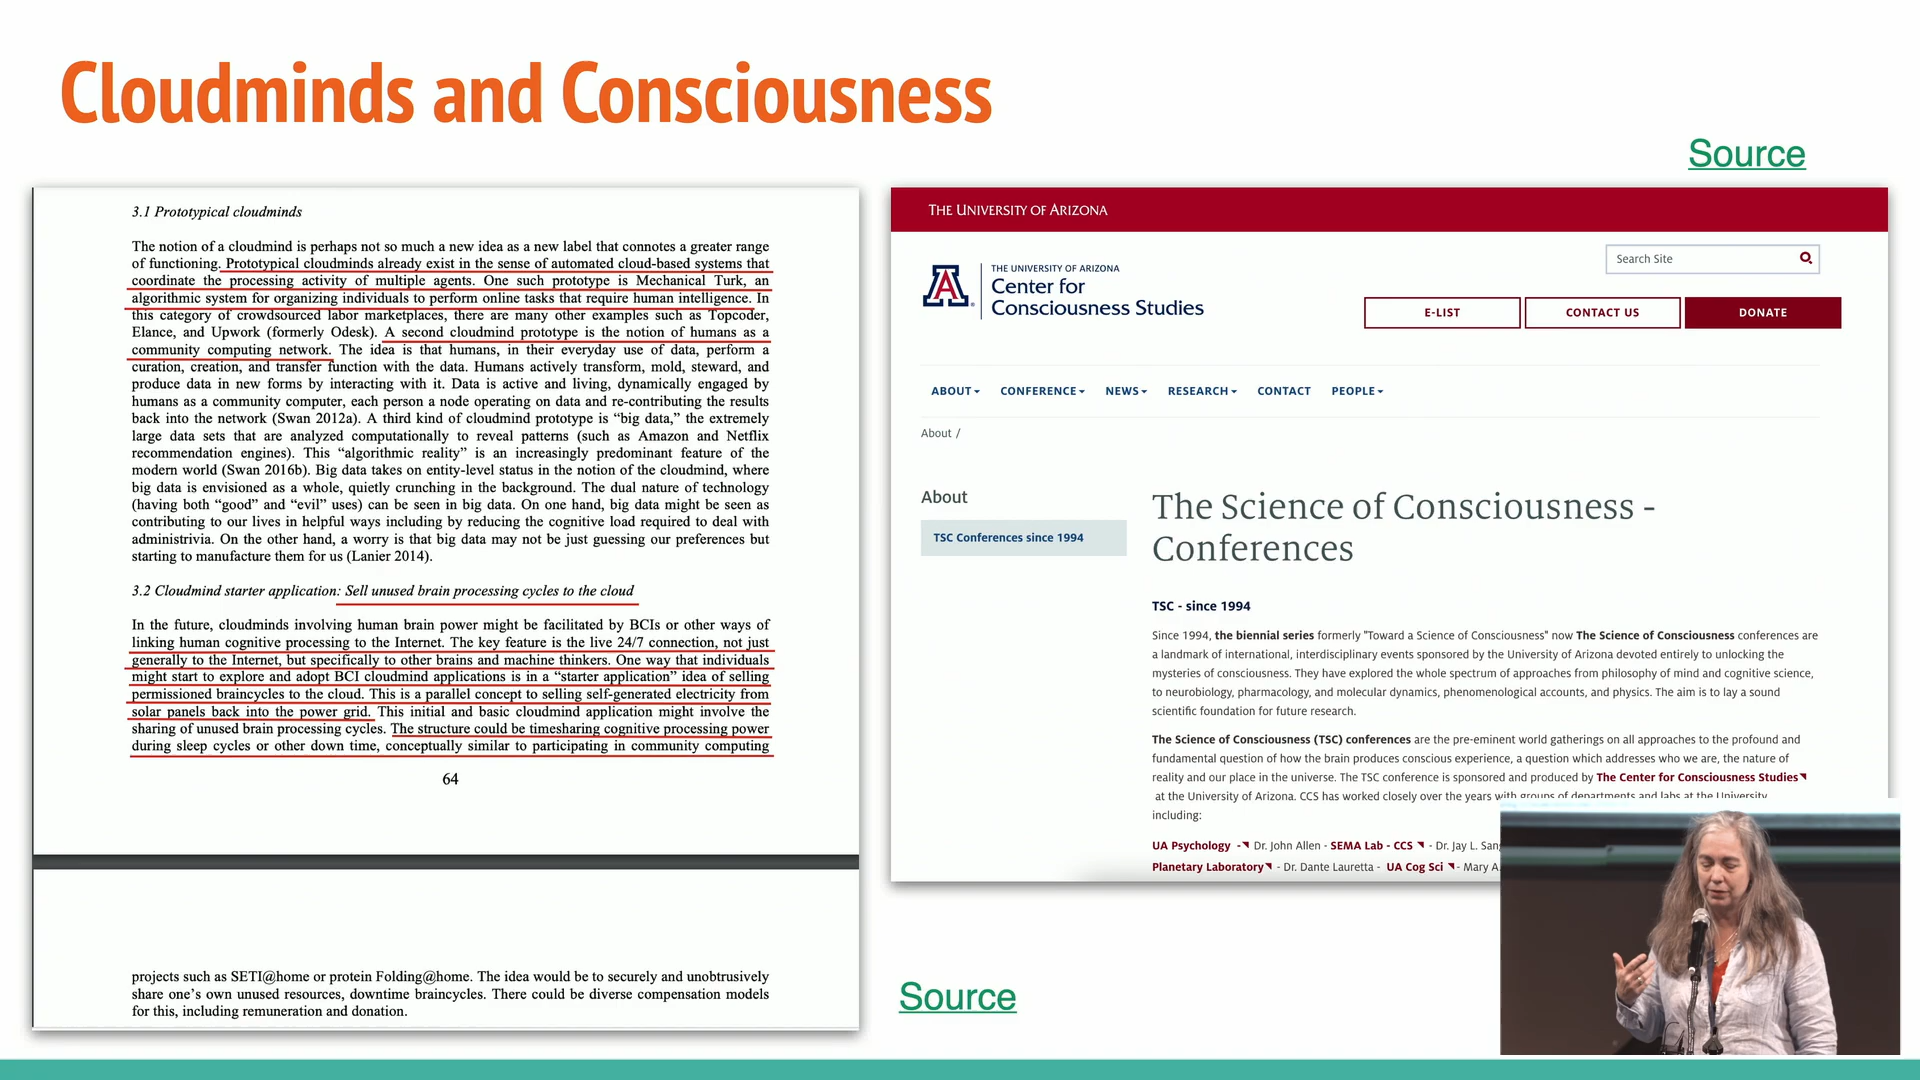 Cloudminds and Consciousness
Source
3.1 Prototypical cloudminds
The notion of a cloudmind is perhaps not so much a new idea as a new label that connotes a greater range
of functioning. Prototypical cloudminds already exist in the sense of automated cloud-based systems that
coordinate the processing activity of multiple agents. One such prototype is Mechanical Turk, an
algorithmic system for organizing individuals to perform online tasks that require human intelligence. In
this category of crowdsourced labor marketplaces, there are many other examples such as Topcoder,
Elance, and Upwork (formerly Odesk). A second cloudmind prototype is the notion of humans as a
community computing network. The idea is that humans, in their everyday use of data, perform a
curation, creation, and transfer function with the data. Humans actively transform, mold, steward, and
produce data in new forms by interacting with it. Data is active and living, dynamically engaged by
humans as a community computer, each person a node operating on data and re-contributing the results
back into the network (Swan 2012a). A third kind of cloudmind prototype is “big data,” the extremely
large data sets that are analyzed computationally to reveal patterns (such as Amazon and Netflix
recommendation engines). This “algorithmic reality” is an increasingly predominant feature of the
modern world (Swan 2016b). Big data takes on entity-level status in the notion of the cloudmind, where
big data is envisioned as a whole, quietly crunching in the background. The dual nature of technology
(having both “good” and “evil” uses) can be seen in big data. On one hand, big data might be seen as
contributing to our lives in helpful ways including by reducing the cognitive load required to deal with
administrivia. On the other hand, a worry is that big data may not be just guessing our preferences but
starting to manufacture them for us (Lanier 2014).
3.2 Cloudmind starter application: Sell unused brain processing cycles to the cloud
In the future, cloudminds involving human brain power might be facilitated by BCIs or other ways of
linking human cognitive processing to the Internet. The key feature is the live 24/7 connection, not just
generally to the Internet, but specifically to other brains and machine thinkers. One way that individuals
might start to explore and adopt BCI cloudmind applications is in a “starter application” idea of selling
permissioned braincycles to the cloud. This is a parallel concept to selling self-generated electricity from
solar panels back into the power grid. This initial and basic cloudmind application might involve the
sharing of unused brain processing cycles. The structure could be timesharing cognitive processing power
during sleep cycles or other down time, conceptually similar to participating in community computing
64
projects such as SETI@home or protein Folding@home. The idea would be to securely and unobtrusively
share one’s own unused resources, downtime braincycles. There could be diverse compensation models
for this, including remuneration and donation.
THE UNIVERSITY OF ARIZONA
Search Site
A
THE UNIVERSITY OF ARIZONA
Center for
Consciousness Studies
E-LIST CONTACT US DONATE
ABOUT CONFERENCE NEWS RESEARCH CONTACT PEOPLE
About /
About
TSC Conferences since 1994
The Science of Consciousness -
Conferences
TSC - since 1994
Since 1994, the biennial series formerly "Toward a Science of Consciousness" now The Science of Consciousness conferences are
a landmark of international, interdisciplinary events sponsored by the University of Arizona devoted entirely to unlocking the
mysteries of consciousness. They have explored the whole spectrum of approaches from philosophy of mind and cognitive science,
to neurobiology, pharmacology, and molecular dynamics, phenomenological accounts, and physics. The aim is to lay a sound
scientific foundation for future research.
The Science of Consciousness (TSC) conferences are the pre-eminent world gatherings on all approaches to the profound and
fundamental question of how the brain produces conscious experience, a question which addresses who we are, the nature of
reality and our place in the universe. The TSC conference is sponsored and produced by The Center for Consciousness Studies
at the University of Arizona. CCS has worked closely over the years with groups of departments and labs at the University
including:
UA Psychology - Dr. John Allen - SEMA Lab - CCS - Dr. Jay L.
Planetary Laboratory - Dr. Dante Lauretta - UA Cog Sci - Mary A.
Source